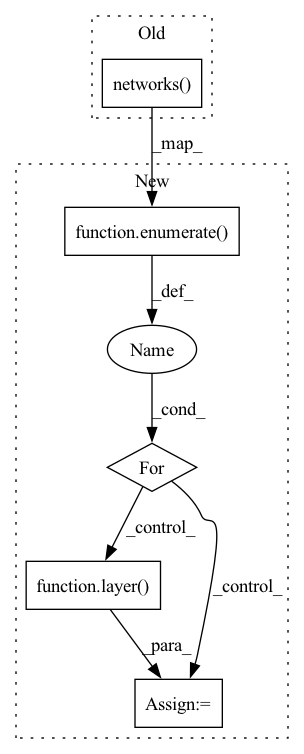 Old
networks()
_map_
New
function.enumerate()
_def_
Name
_cond_
For
_control_
function.layer()
_control_
_para_
Assign:=